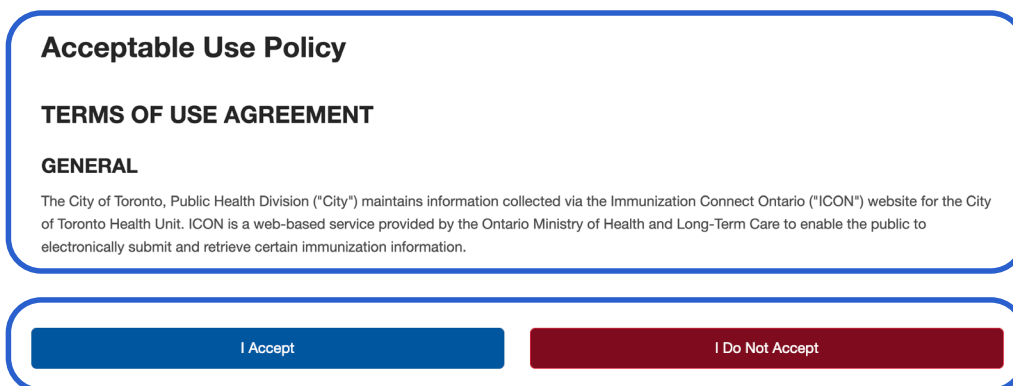 Acceptable Use Policy
TERMS OF USE AGREEMENT
GENERAL
The City of Toronto, Public Health Division ("City") maintains information collected via the Immunization Connect Ontario ("ICON") website for the City
of Toronto Health Unit. ICON is a web-based service provided by the Ontario Ministry of Health and Long-Term Care to enable the public to
electronically submit and retrieve certain immunization information.
I Accept
I Do Not Accept